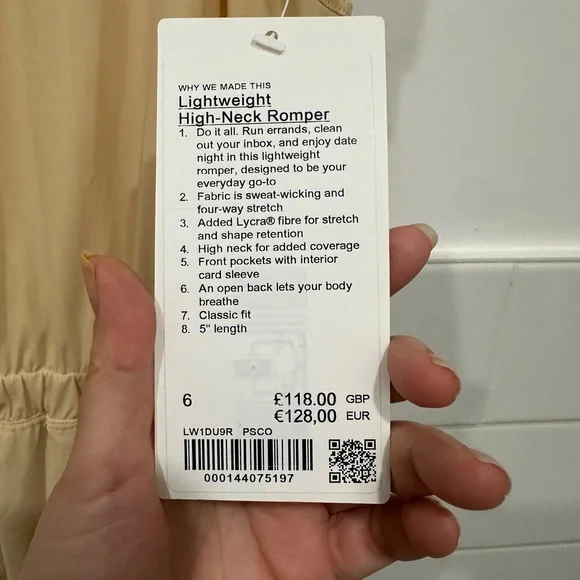 WHY WE MADE THIS
Lightweight
High-Neck Romper
1. Do it all. Run errands, clean
out your inbox, and enjoy date
night in this lightweight
romper, designed to be your
everyday go-to
2. Fabric is sweat-wicking and
four-way stretch
3. Added Lycra® fibre for stretch
and shape retention
4. High neck for added coverage
5. Front pockets with interior
card sleeve
6. An open back lets your body
breathe
7. Classic fit
8. 5" length
6 £118.00 GBP
€128,00 EUR
LW1DU9R PSCO
000144075197